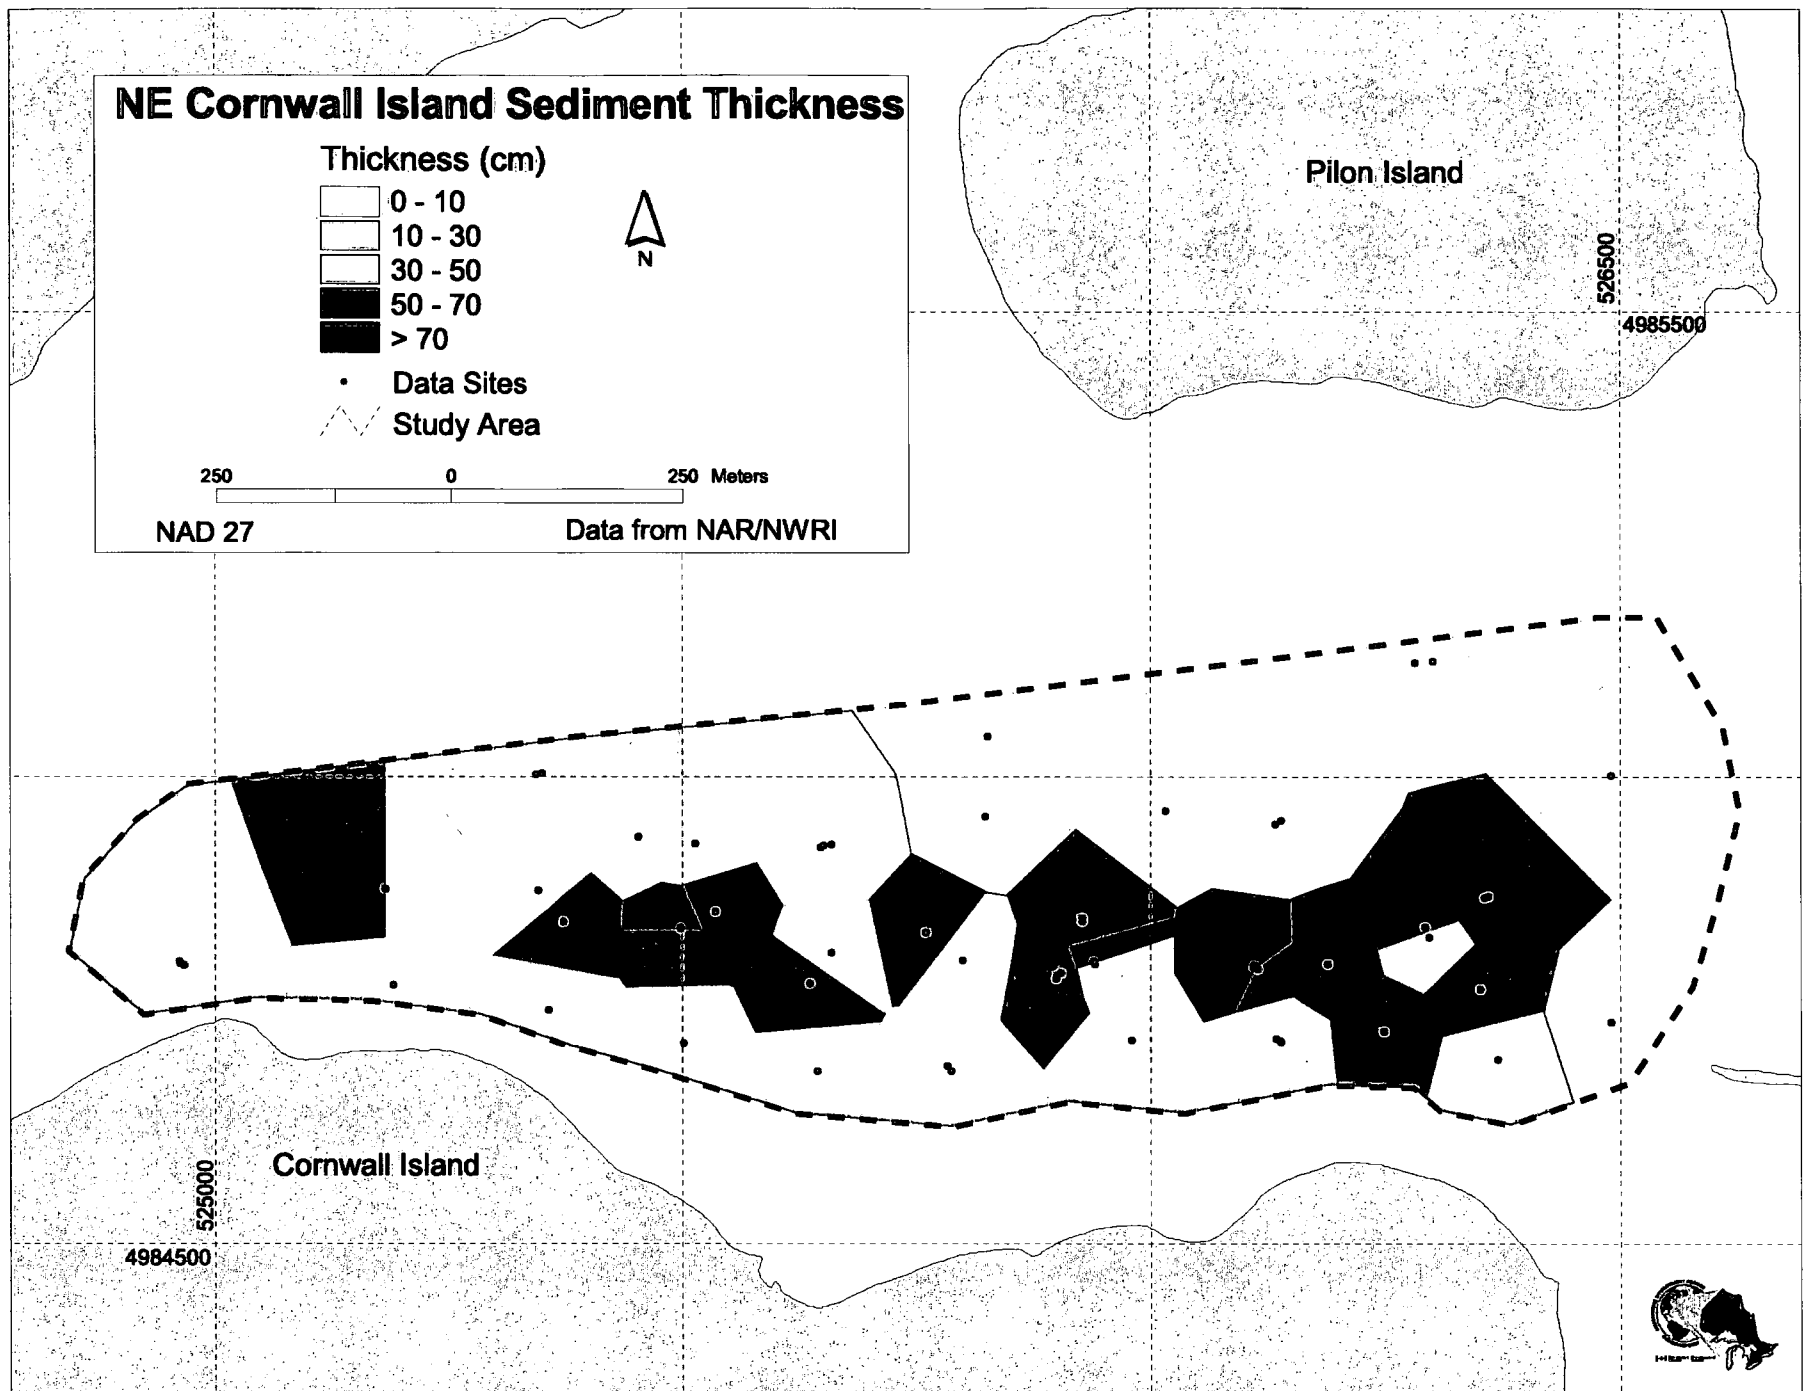 NE Cornwall Island Sediment Thickness
Thickness (cm)
0 - 10
10 - 30
30 - 50
50 - 70
> 70
Data Sites
Study Area
N
250 0 250 Meters
NAD 27 Data from NAR/NWRI
Pilon Island
526500
4985500
Cornwall Island
525000
4984500